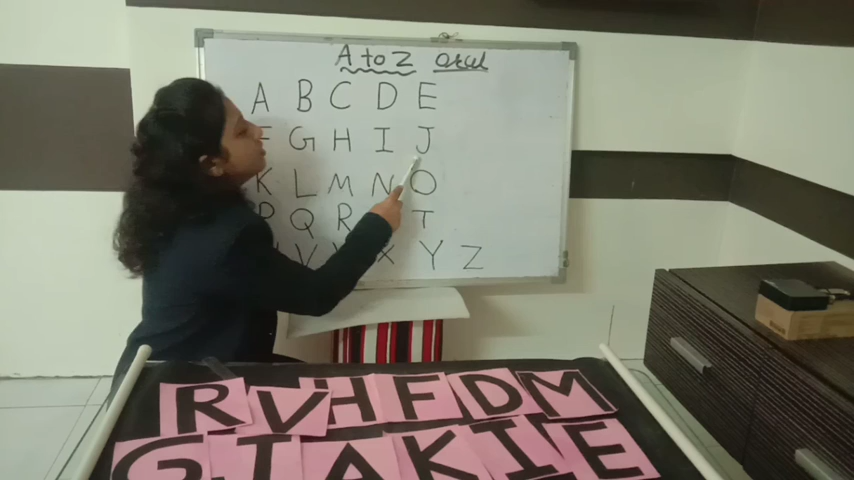 A to Z oral
A B C D E
F G H I J
K L M N O
P Q R T
V X Y Z
R V H F D M
G T A K I E